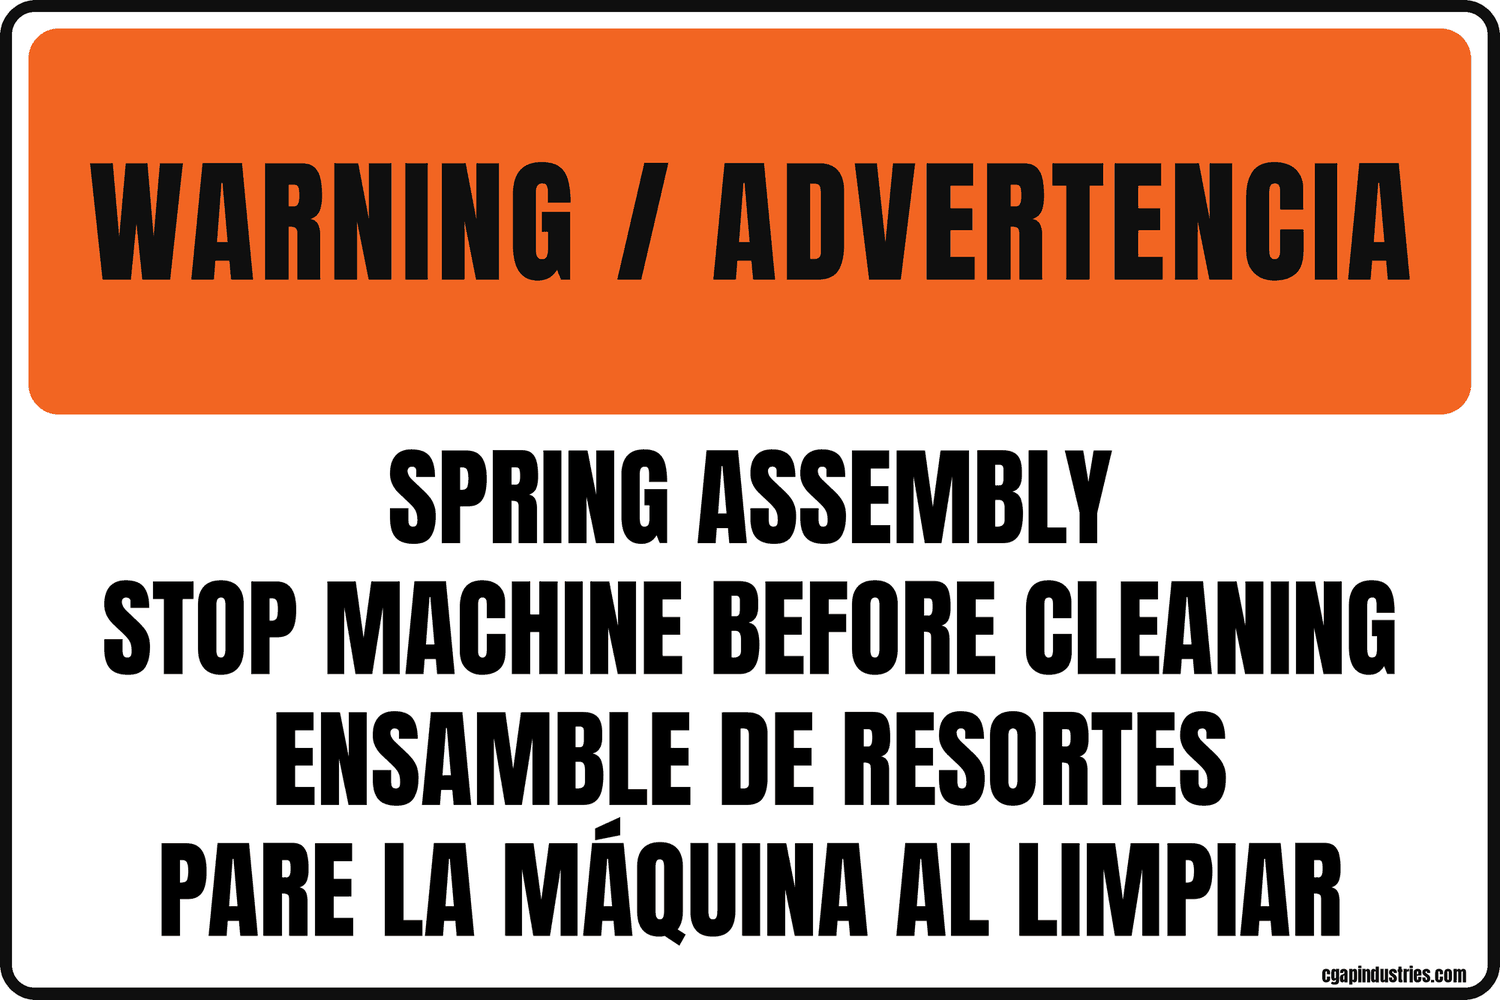 WARNING / ADVERTENCIA
SPRING ASSEMBLY
STOP MACHINE BEFORE CLEANING
ENSAMBLE DE RESORTES
PARE LA MÁQUINA AL LIMPIAR
cgapindustries.com